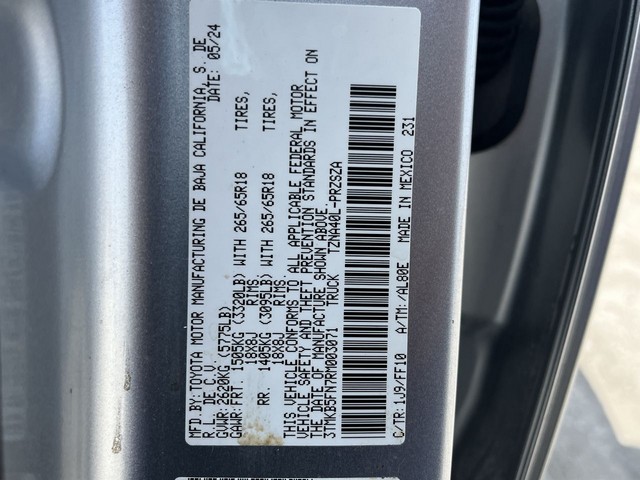 MFD. BY: TOYOTA MOTOR MANUFACTURING DE BAJA CALIFORNIA, S. DE
R. L. DE C. V. DATE: 05/24
GVWR: 2620KG (5775LB)
GAWR: FRT. 1505KG (3320LB) WITH 265/65R18 TIRES,
18X8J RIMS
RR. 1405KG (3095LB) WITH 265/65R18 TIRES,
18X8J RIMS
THIS VEHICLE CONFORMS TO ALL APPLICABLE FEDERAL MOTOR
VEHICLE SAFETY AND THEFT PREVENTION STANDARDS IN EFFECT ON
THE DATE OF MANUFACTURE SHOWN ABOVE.
3TMKB5FN7RM003071 TRUCK TZNA40L-PRZSZA
C/TR: 1J9/FF10 A/TM: /AL80E MADE IN MEXICO 231